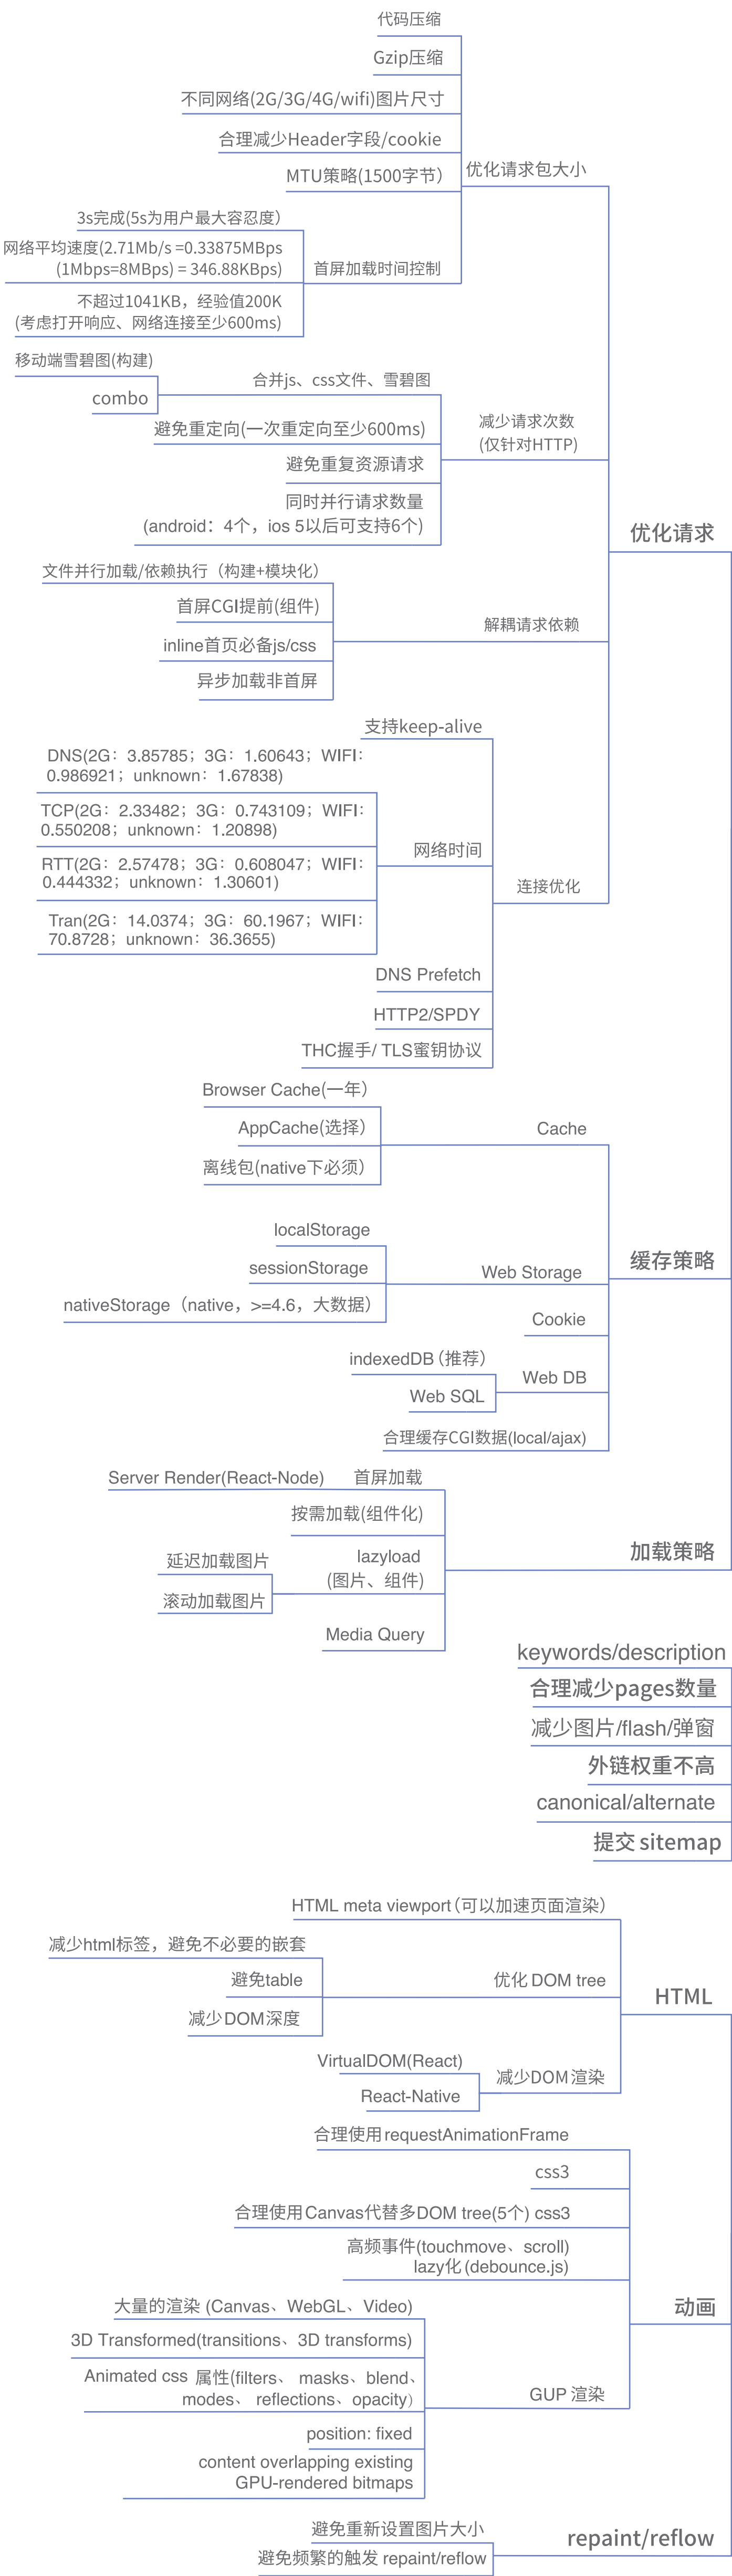 代码压缩
Gzip压缩
不同网络(2G/3G/4G/wifi)图片尺寸
合理减少Header字段/cookie
MTU策略(1500字节)
优化请求包大小
3s完成(5s为用户最大容忍度)
网络平均速度(2.71Mb/s =0.33875MBps
(1Mbps=8MBps) = 346.88KBps)
首屏加载时间控制
不超过1041KB，经验值200K
(考虑打开响应、网络连接至少600ms)
移动端雪碧图(构建)
合并js、css文件、雪碧图
combo
避免重定向(一次重定向至少600ms)
减少请求次数
(仅针对HTTP)
避免重复资源请求
同时并行请求数量
(android：4个，ios 5以后可支持6个)
优化请求
文件并行加载/依赖执行（构建+模块化）
首屏CGI提前(组件)
解耦请求依赖
inline首页必备js/css
异步加载非首屏
支持keep-alive
DNS(2G：3.85785；3G：1.60643；WIFI：
0.986921；unknown：1.67838)
TCP(2G：2.33482；3G：0.743109；WIFI：
0.550208；unknown：1.20898)
网络时间
RTT(2G：2.57478；3G：0.608047；WIFI：
0.444332；unknown：1.30601)
连接优化
Tran(2G：14.0374；3G：60.1967；WIFI：
70.8728；unknown：36.3655)
DNS Prefetch
HTTP2/SPDY
THC握手/ TLS蜜钥协议
Browser Cache(一年)
AppCache(选择)
Cache
离线包(native下必须)
localStorage
sessionStorage
Web Storage
缓存策略
nativeStorage（native，>=4.6，大数据）
Cookie
indexedDB（推荐）
Web DB
Web SQL
合理缓存CGI数据(local/ajax)
Server Render(React-Node)
首屏加载
按需加载(组件化)
加载策略
延迟加载图片
lazyload
(图片、组件)
滚动加载图片
Media Query
keywords/description
合理减少pages数量
减少图片/flash/弹窗
外链权重不高
canonical/alternate
提交 sitemap
HTML meta viewport（可以加速页面渲染）
减少html标签，避免不必要的嵌套
避免table
优化 DOM tree
HTML
减少DOM深度
VirtualDOM(React)
减少DOM 渲染
React-Native
合理使用requestAnimationFrame
css3
合理使用Canvas代替多DOM tree(5个) css3
高频事件(touchmove、scroll)
lazy化 (debounce.js)
动画
大量的渲染 (Canvas、WebGL、Video)
3D Transformed(transitions、3D transforms)
Animated css 属性(filters、 masks、blend、
modes、 reflections、opacity）
GUP 渲染
position: fixed
content overlapping existing
GPU-rendered bitmaps
避免重新设置图片大小
repaint/reflow
避免频繁的触发 repaint/reflow